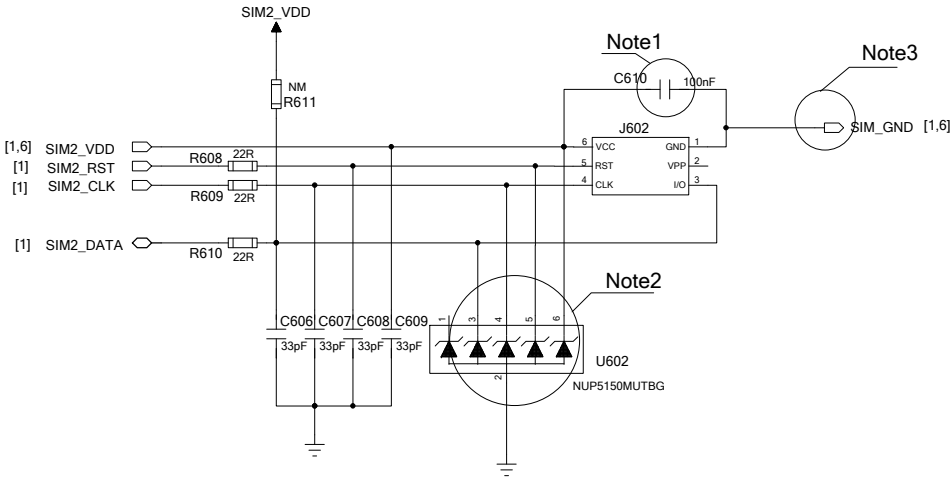 SIM2_VDD
Note1
Note3
NM
R611
C610
100nF
J602
[1,6] SIM2_VDD
SIM_GND [1,6]
6 VCC GND 1
[1] SIM2_RST
R608 22R
5 RST VPP 2
[1] SIM2_CLK
R609 22R
4 CLK I/O 3
[1] SIM2_DATA
R610 22R
Note2
C606 C607 C608 C609
33pF 33pF 33pF 33pF
1 3 4 5 6
2
U602
NUP5150MUTBG